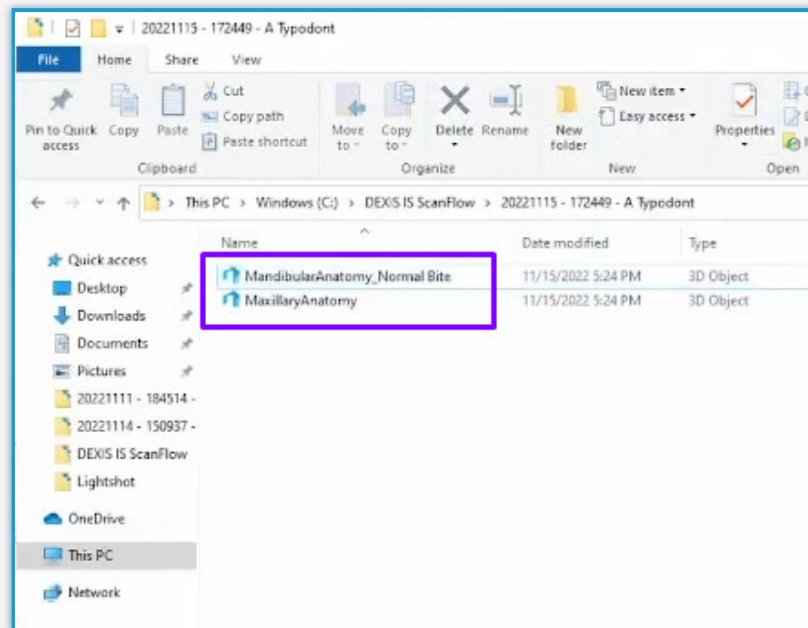 20221115 - 172449 - A Typodont
File Home Share View
Pin to Quick access
Copy
Paste
Cut
Copy path
Paste shortcut
Clipboard
Move to
Copy to
Delete
Rename
Organize
New folder
New item
Easy access
New
Properties
Open
This PC > Windows (C:) > DEXIS IS ScanFlow > 20221115 - 172449 - A Typodont
Name Date modified Type
MandibularAnatomy_Normal Bite 11/15/2022 5:24 PM 3D Object
MaxillaryAnatomy 11/15/2022 5:24 PM 3D Object
Quick access
Desktop
Downloads
Documents
Pictures
20221111 - 184514 -
20221114 - 150937 -
DEXIS IS ScanFlow
Lightshot
OneDrive
This PC
Network